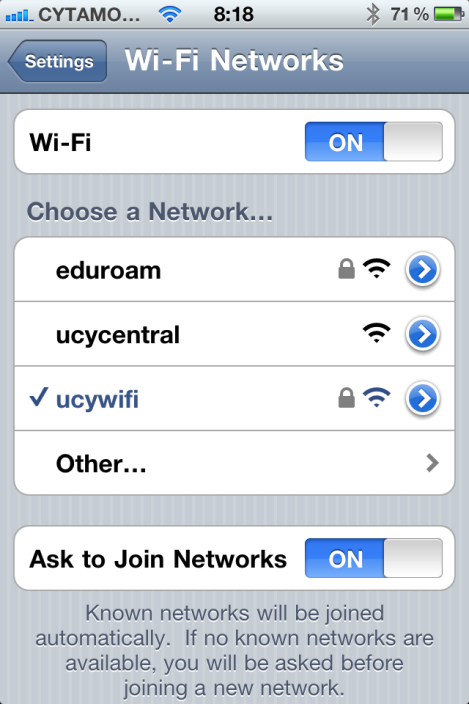 CYTAMO... 8:18 71 %
Settings Wi-Fi Networks
Wi-Fi ON
Choose a Network...
eduroam
ucycentral
ucywifi
Other...
Ask to Join Networks ON
Known networks will be joined
automatically.  If no known networks are
available, you will be asked before
joining a new network.